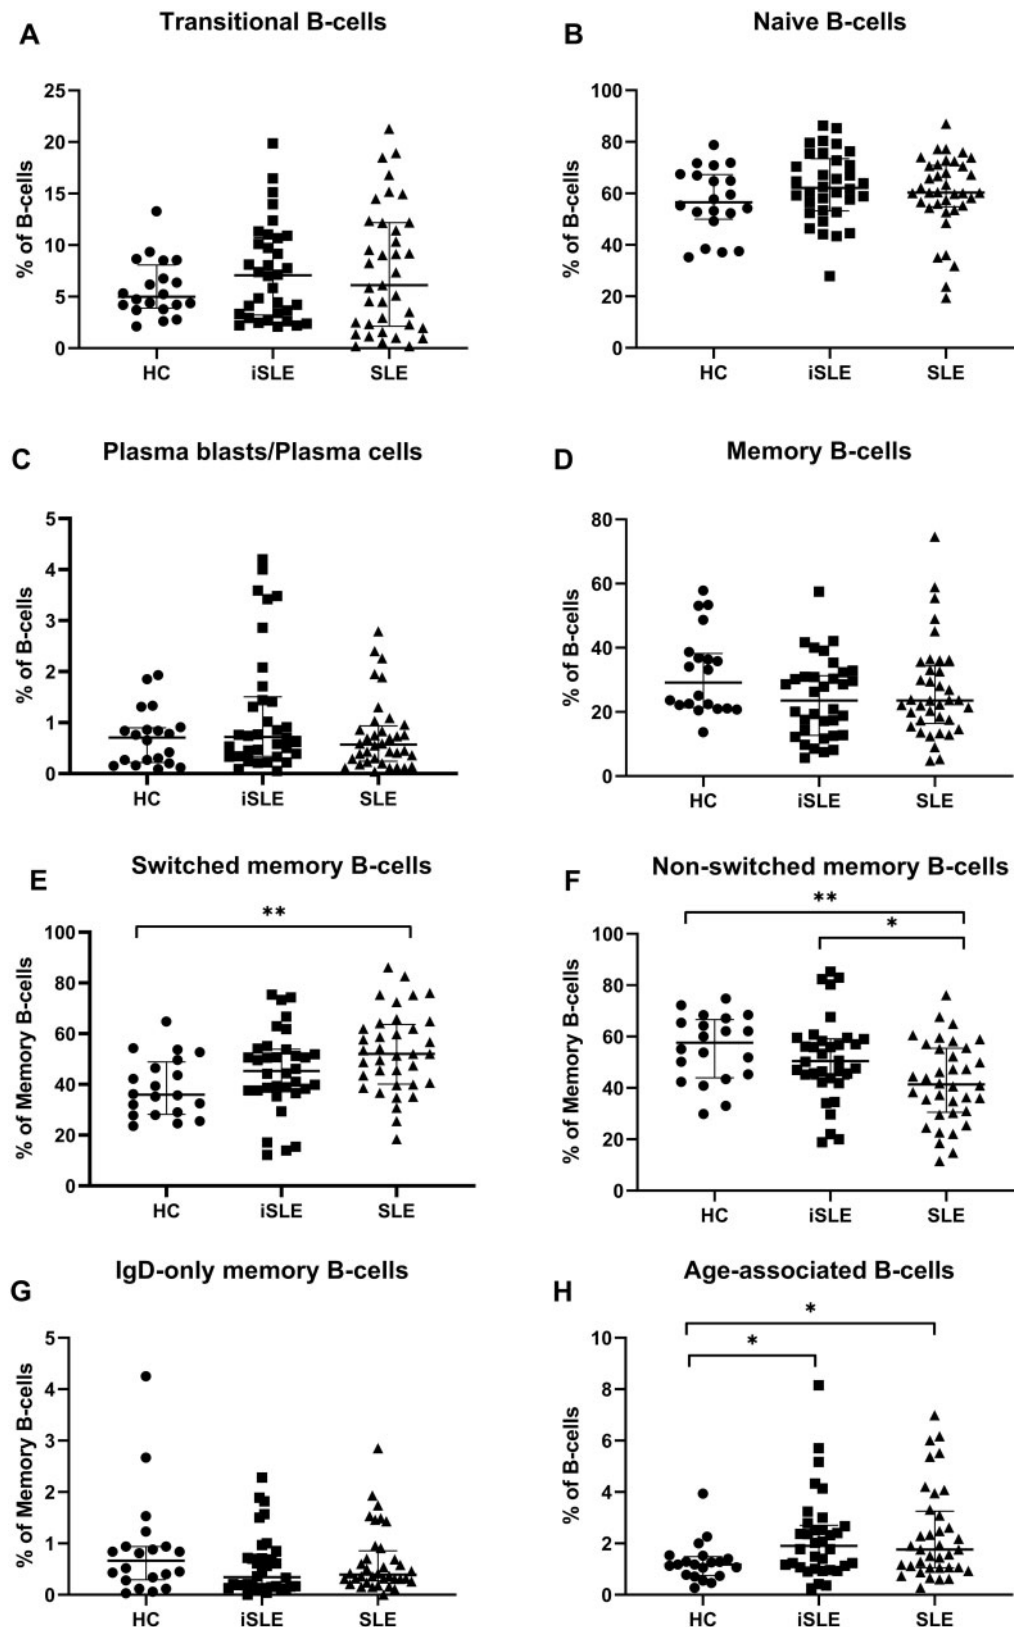 A
Transitional B-cells
% of B-cells
25
20
15
10
5
0
HC iSLE SLE
B
Naive B-cells
% of B-cells
100
80
60
40
20
0
HC iSLE SLE
C
Plasma blasts/Plasma cells
% of B-cells
5
4
3
2
1
0
HC iSLE SLE
D
Memory B-cells
% of B-cells
80
60
40
20
0
HC iSLE SLE
E
Switched memory B-cells
**
% of Memory B-cells
100
80
60
40
20
0
HC iSLE SLE
F
Non-switched memory B-cells
**
*
% of Memory B-cells
100
80
60
40
20
0
HC iSLE SLE
G
IgD-only memory B-cells
% of Memory B-cells
5
4
3
2
1
0
HC iSLE SLE
H
Age-associated B-cells
*
*
% of B-cells
10
8
6
4
2
0
HC iSLE SLE